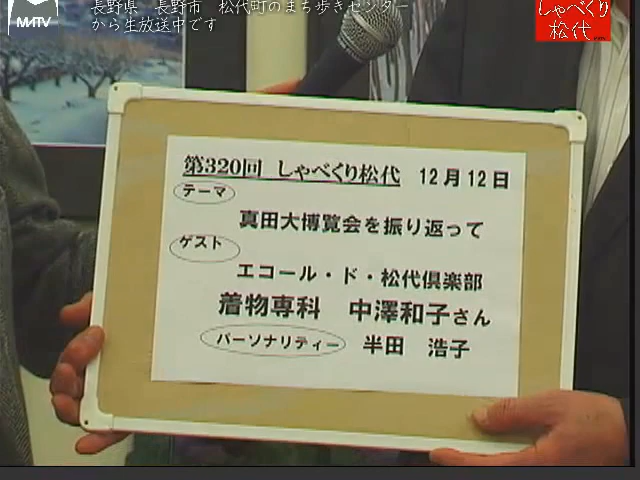 長野県　長野市　松代町のまち歩きセンター
から生放送中です
MTV
しゃべくり
松代
第320回 しゃべくり松代 12月12日
テーマ
真田大博覧会を振り返って
ゲスト
エコール・ド・松代倶楽部
着物専科 中澤和子さん
パーソナリティー 半田 浩子